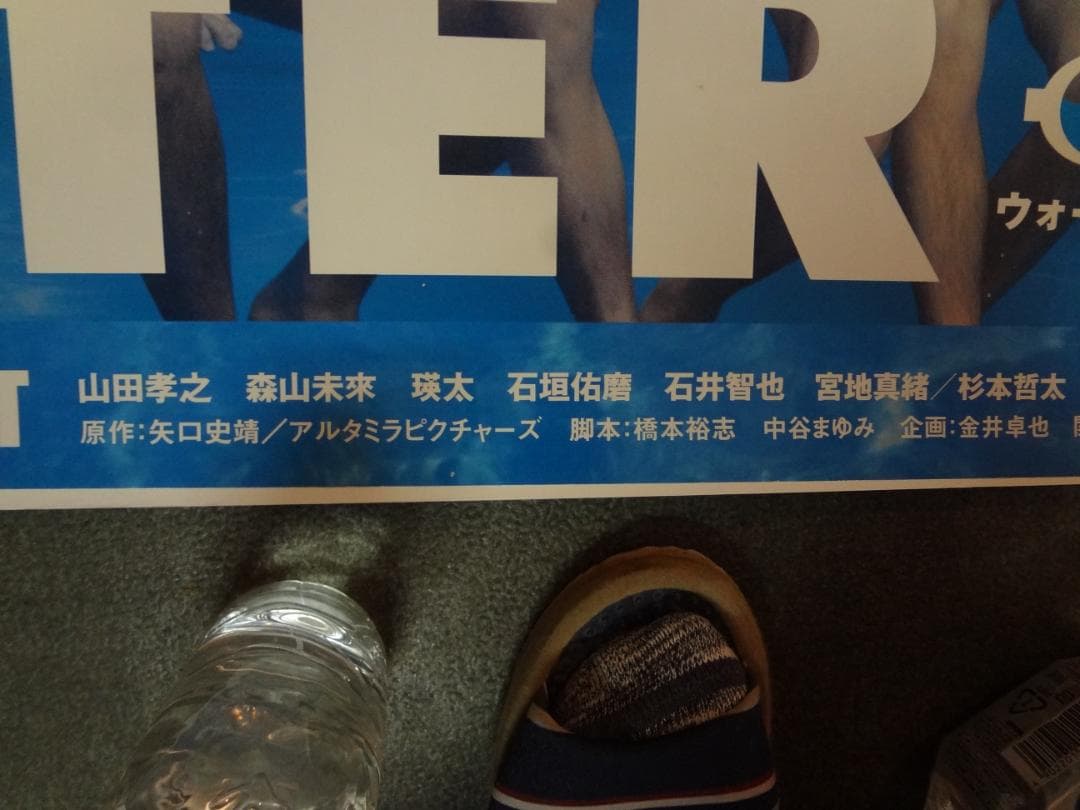 TER
ウォー
T
山田孝之 森山未來 瑛太 石垣佑磨 石井智也 宮地真緒／杉本哲太
原作:矢口史靖／アルタミラピクチャーズ 脚本:橋本裕志 中谷まゆみ 企画:金井卓也